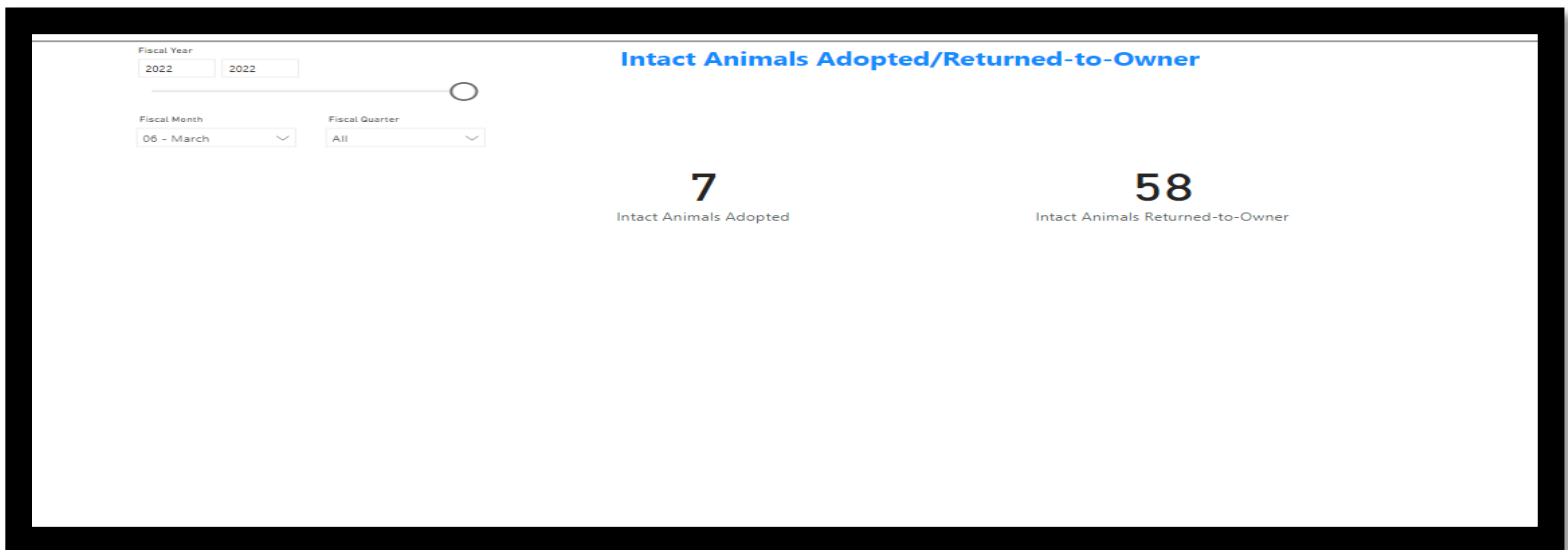 Fiscal Year
2022 2022
Intact Animals Adopted/Returned-to-Owner
Fiscal Month Fiscal Quarter
06 - March All
7 58
Intact Animals Adopted Intact Animals Returned-to-Owner